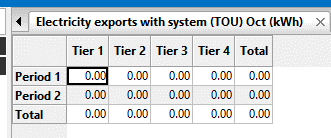 Electricity exports with system (TOU) Oct (kWh)
Tier 1 Tier 2 Tier 3 Tier 4 Total
Period 1 0.00 0.00 0.00 0.00 0.00
Period 2 0.00 0.00 0.00 0.00 0.00
Total 0.00 0.00 0.00 0.00 0.00